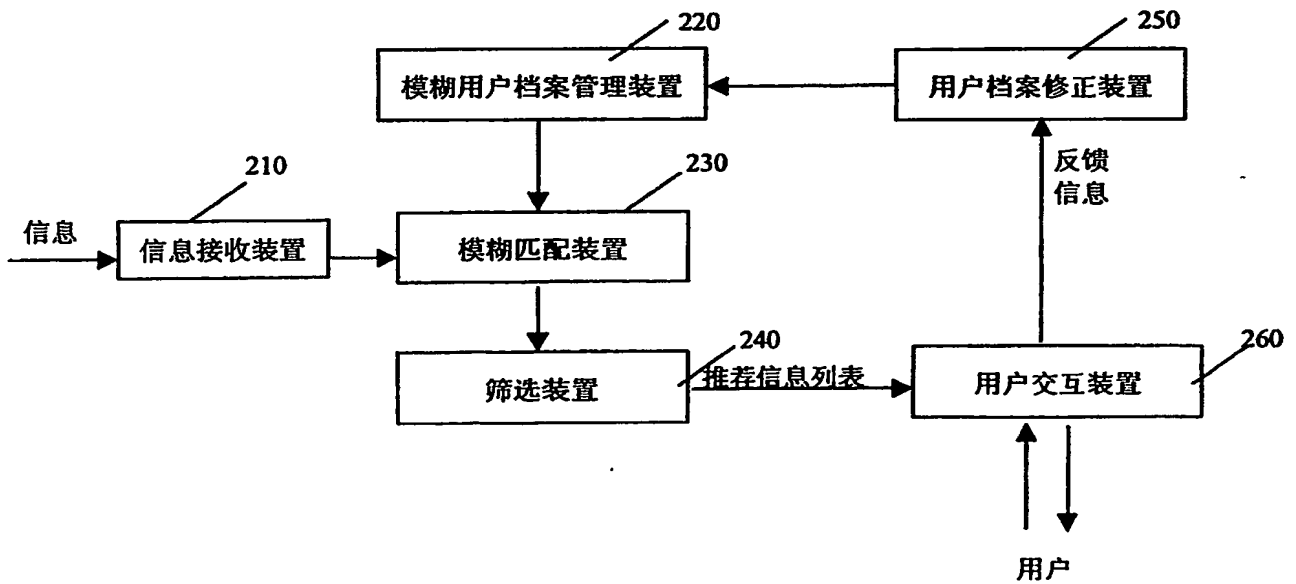 220
250
模糊用户档案管理装置
用户档案修正装置
210
230
反馈
信息
信息
信息接收装置
模糊匹配装置
240
260
筛选装置
推荐信息列表
用户交互装置
用户